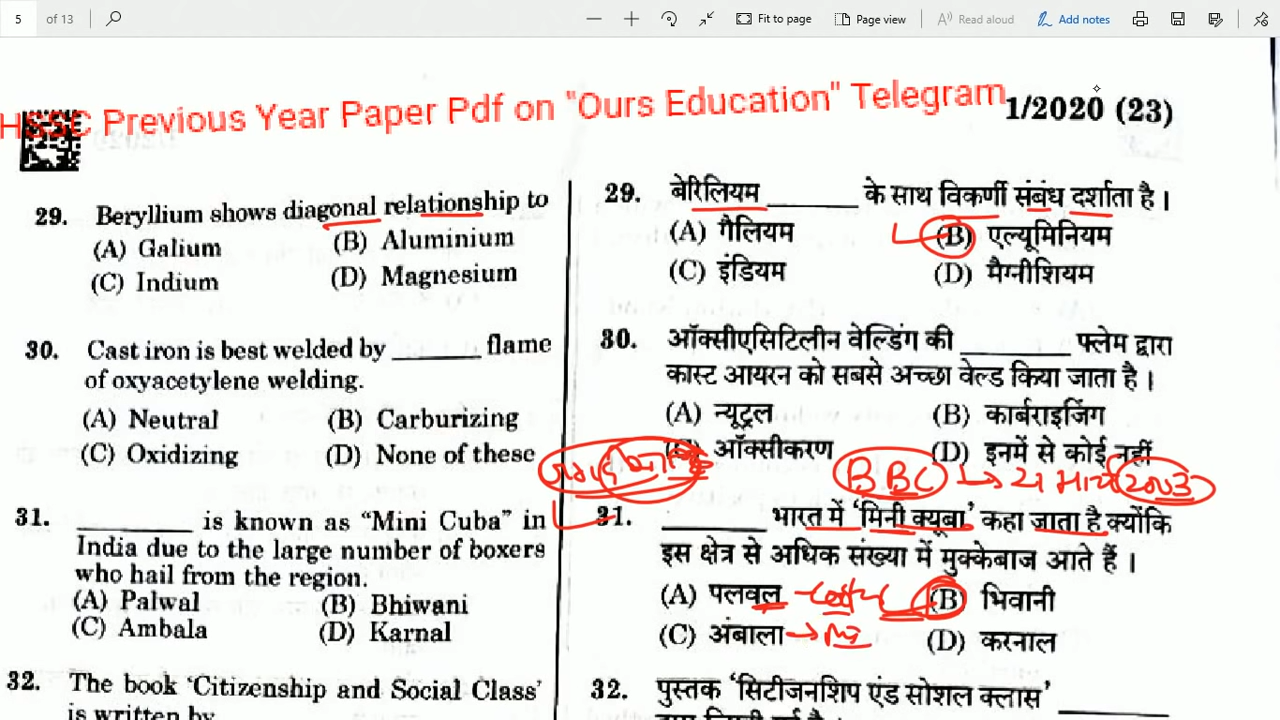 5 of 13 Fit to page Page view Read aloud Add notes
HSSC Previous Year Paper Pdf on "Ours Education" Telegram
1/2020 (23)
29. Beryllium shows diagonal relationship to
(A) Galium (B) Aluminium
(C) Indium (D) Magnesium
30. Cast iron is best welded by ______ flame
of oxyacetylene welding.
(A) Neutral (B) Carburizing
(C) Oxidizing (D) None of these
31. ________ is known as “Mini Cuba” in
India due to the large number of boxers
who hail from the region.
(A) Palwal (B) Bhiwani
(C) Ambala (D) Karnal
32. The book ‘Citizenship and Social Class’
is written by
29. बेरिलियम ______ के साथ विकर्णी संबंध दर्शाता है।
(A) गैलियम (B) एल्यूमिनियम
(C) इंडियम (D) मैग्नीशियम
30. ऑक्सीएसिटिलीन वेल्डिंग की _______ फ्लेम द्वारा
कास्ट आयरन को सबसे अच्छा वेल्ड किया जाता है।
(A) न्यूट्रल (B) कार्बराइजिंग
(C) ऑक्सीकरण (D) इनमें से कोई नहीं
BBC 2003
31. _______ भारत में ‘मिनी क्यूबा’ कहा जाता है क्योंकि
इस क्षेत्र से अधिक संख्या में मुक्केबाज आते हैं।
(A) पलवल (B) भिवानी
(C) अंबाला (D) करनाल
32. पुस्तक ‘सिटीजनशिप एंड सोशल क्लास’ _______